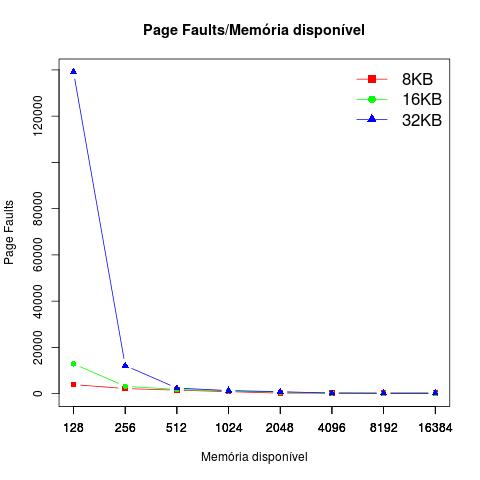 Page Faults/Memória disponível
8KB
16KB
32KB
Page Faults
120000
80000
60000
40000
20000
0
128 256 512 1024 2048 4096 8192 16384
Memória disponível